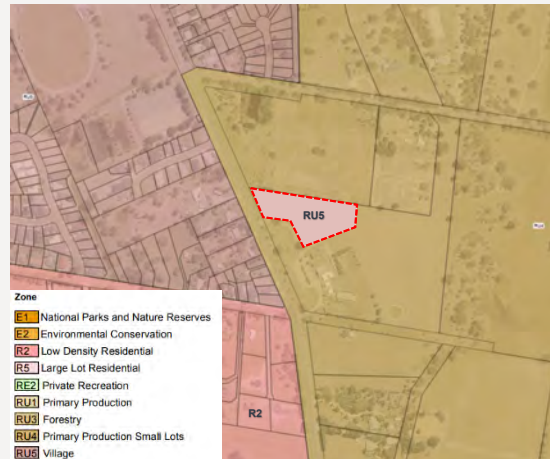 RU5
R2
Zone
E1 National Parks and Nature Reserves
E2 Environmental Conservation
R2 Low Density Residential
R5 Large Lot Residential
RE2 Private Recreation
RU1 Primary Production
RU3 Forestry
RU4 Primary Production Small Lots
RU5 Village